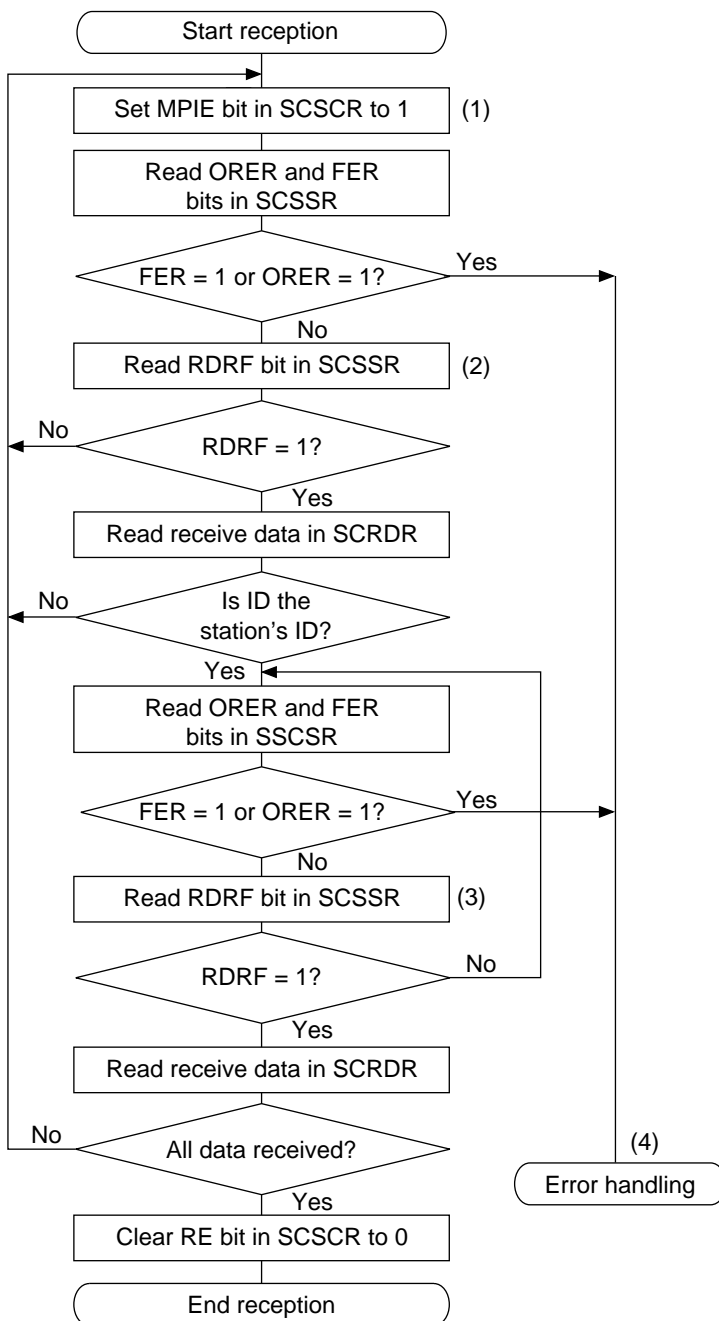 Start reception
Set MPIE bit in SCSCR to 1
(1)
Read ORER and FER
bits in SCSSR
FER = 1 or ORER = 1?
Yes
No
Read RDRF bit in SCSSR
(2)
No
RDRF = 1?
Yes
Read receive data in SCRDR
No
Is ID the
station's ID?
Yes
Read ORER and FER
bits in SSCSR
FER = 1 or ORER = 1?
Yes
No
Read RDRF bit in SCSSR
(3)
RDRF = 1?
No
Yes
Read receive data in SCRDR
No
All data received?
(4)
Error handling
Yes
Clear RE bit in SCSCR to 0
End reception